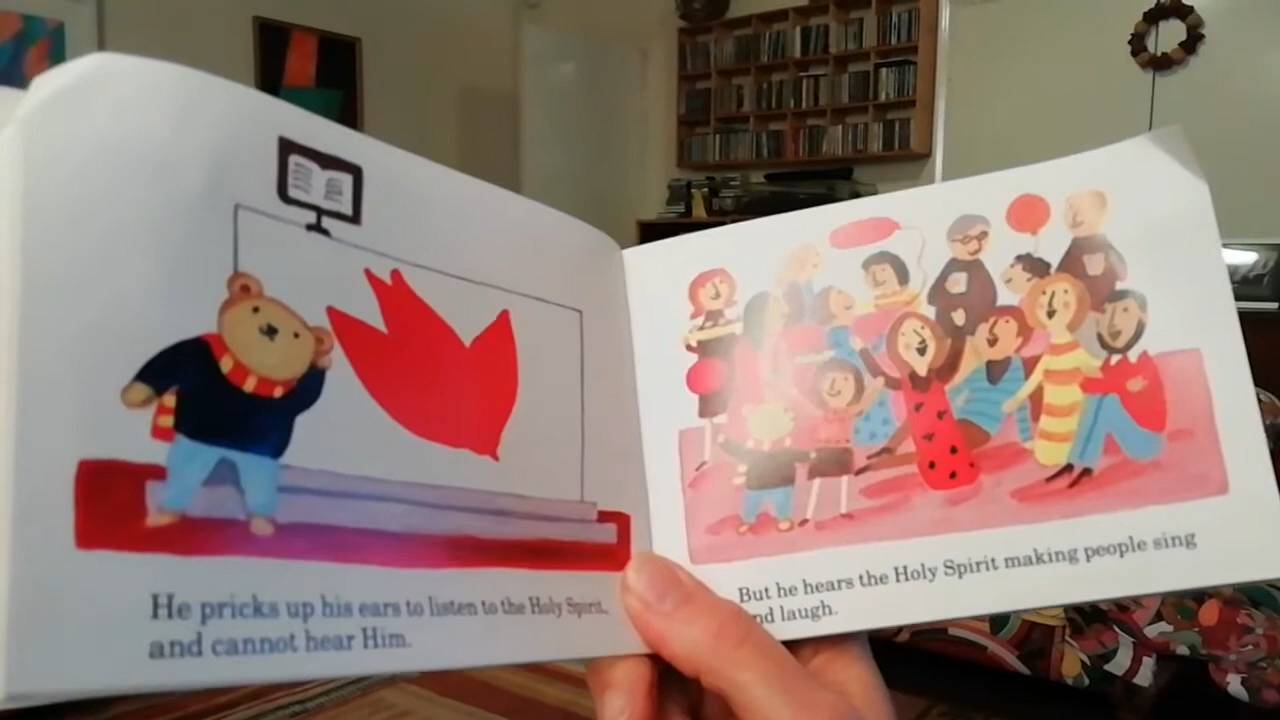 He pricks up his ears to listen to the Holy Spirit,
and cannot hear Him.
But he hears the Holy Spirit making people sing
nd laugh.